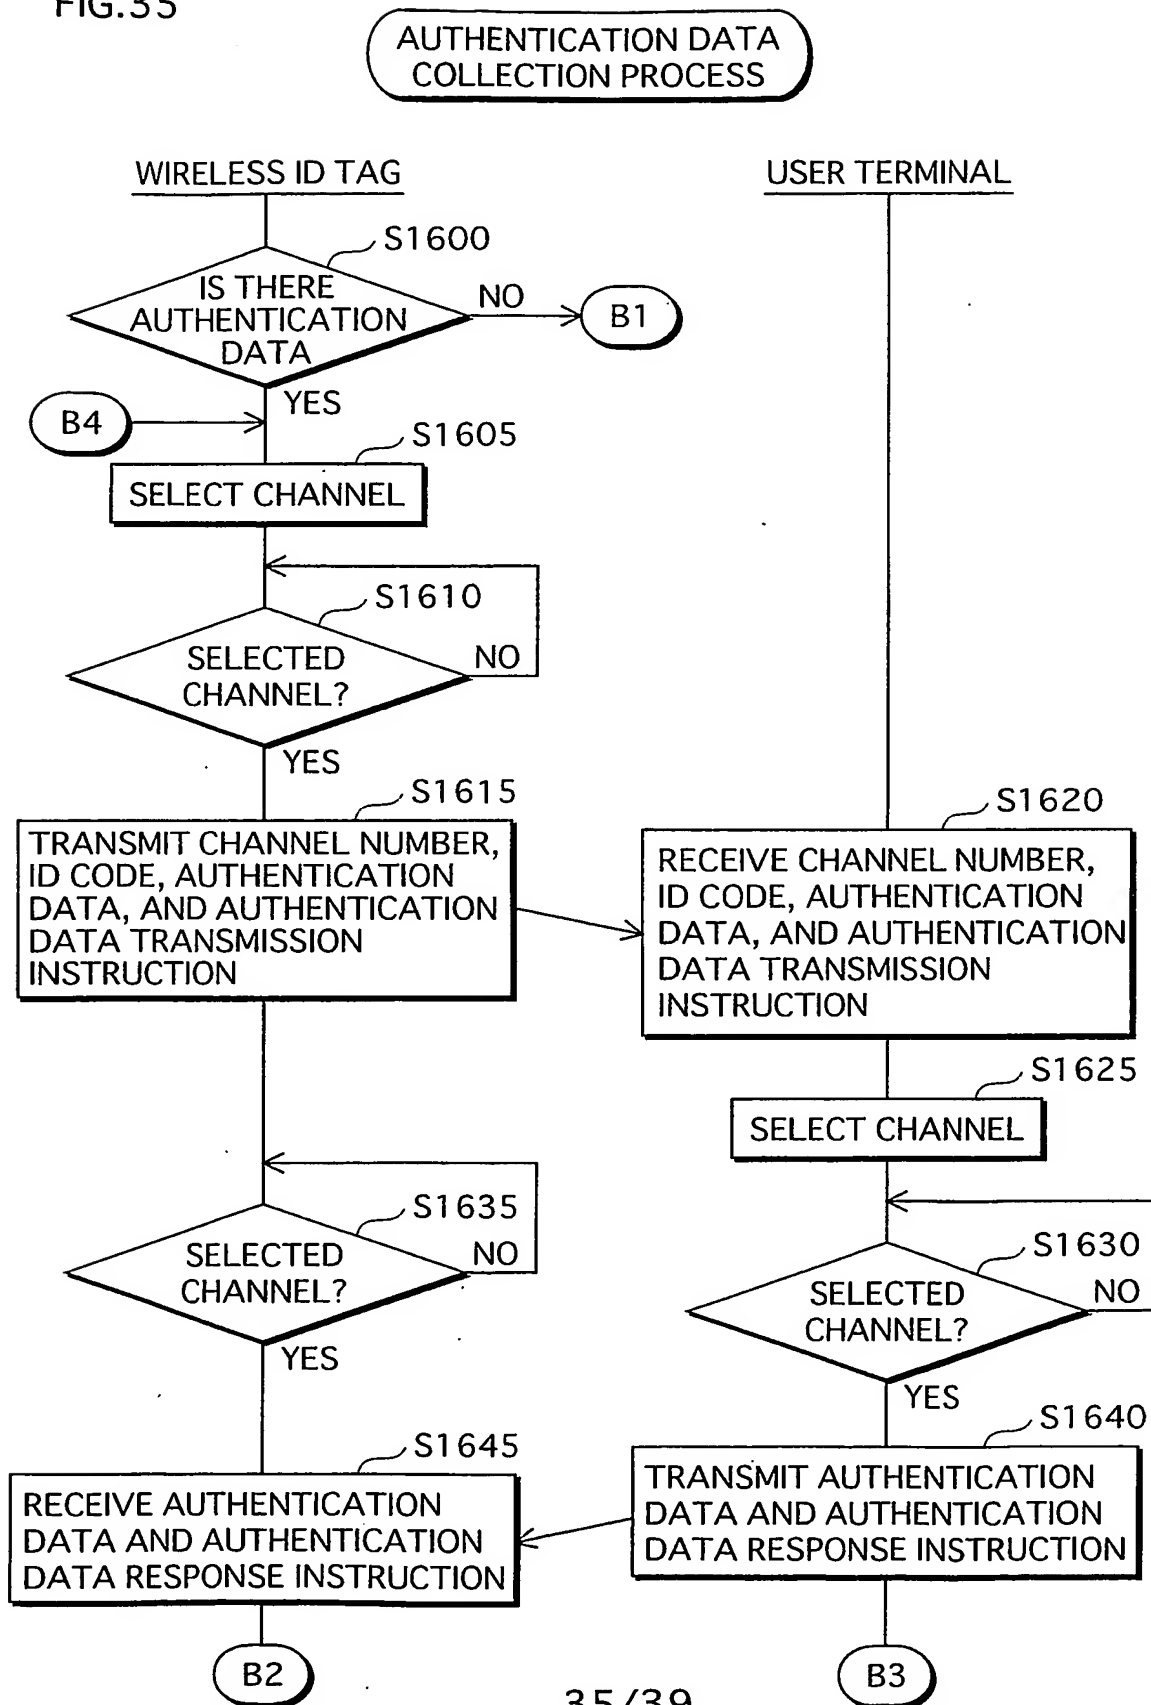 FIG.35
AUTHENTICATION DATA
COLLECTION PROCESS
WIRELESS ID TAG
USER TERMINAL
S1600
IS THERE
AUTHENTICATION
DATA
NO
B1
YES
B4
S1605
SELECT CHANNEL
S1610
SELECTED
CHANNEL?
NO
YES
S1615
TRANSMIT CHANNEL NUMBER,
ID CODE, AUTHENTICATION
DATA, AND AUTHENTICATION
DATA TRANSMISSION
INSTRUCTION
S1620
RECEIVE CHANNEL NUMBER,
ID CODE, AUTHENTICATION
DATA, AND AUTHENTICATION
DATA TRANSMISSION
INSTRUCTION
S1625
SELECT CHANNEL
S1635
SELECTED
CHANNEL?
NO
YES
S1630
SELECTED
CHANNEL?
NO
YES
S1645
RECEIVE AUTHENTICATION
DATA AND AUTHENTICATION
DATA RESPONSE INSTRUCTION
S1640
TRANSMIT AUTHENTICATION
DATA AND AUTHENTICATION
DATA RESPONSE INSTRUCTION
B2
B3
35/39